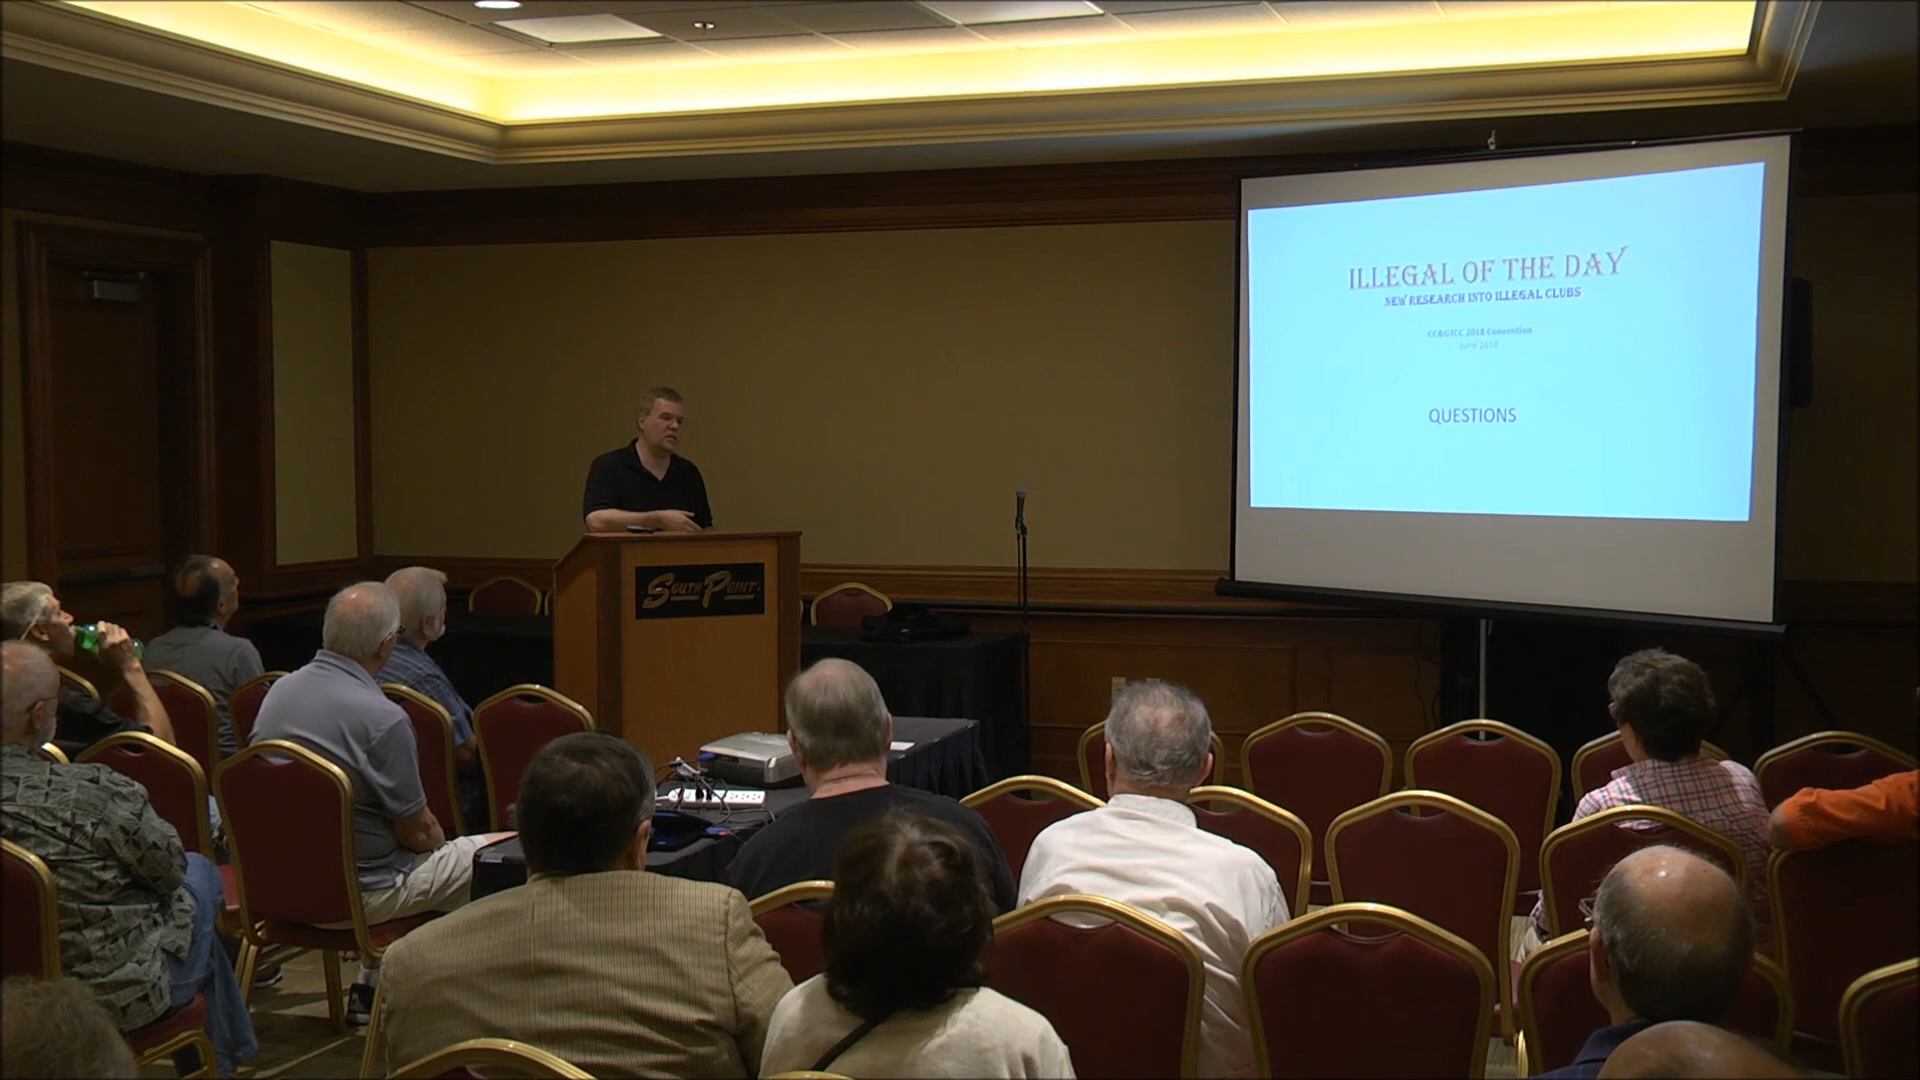 ILLEGAL OF THE DAY
NEW RESEARCH INTO ILLEGAL CLUBS
CC&GTCC 2018 Convention
June 2018
QUESTIONS
SOUTH POINT